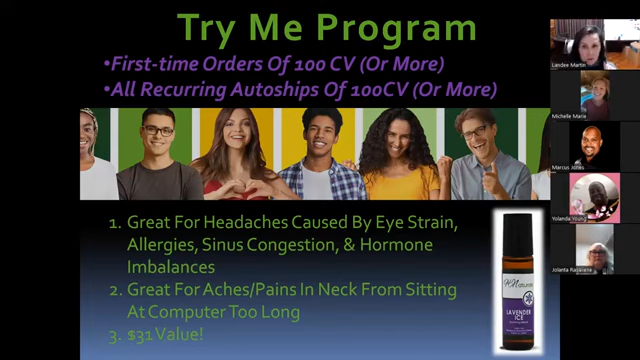 Try Me Program
•First-time Orders Of 100 CV (Or More)
•All Recurring Autoships Of 100CV (Or More)
1. Great For Headaches Caused By Eye Strain,
Allergies, Sinus Congestion, & Hormone
Imbalances
2. Great For Aches/Pains In Neck From Sitting
At Computer Too Long
3. $31 Value!
LAVENDER
ICE
Landee Martin
Michelle Marie
Marcus Jones
Yolanda Young
Jolanta